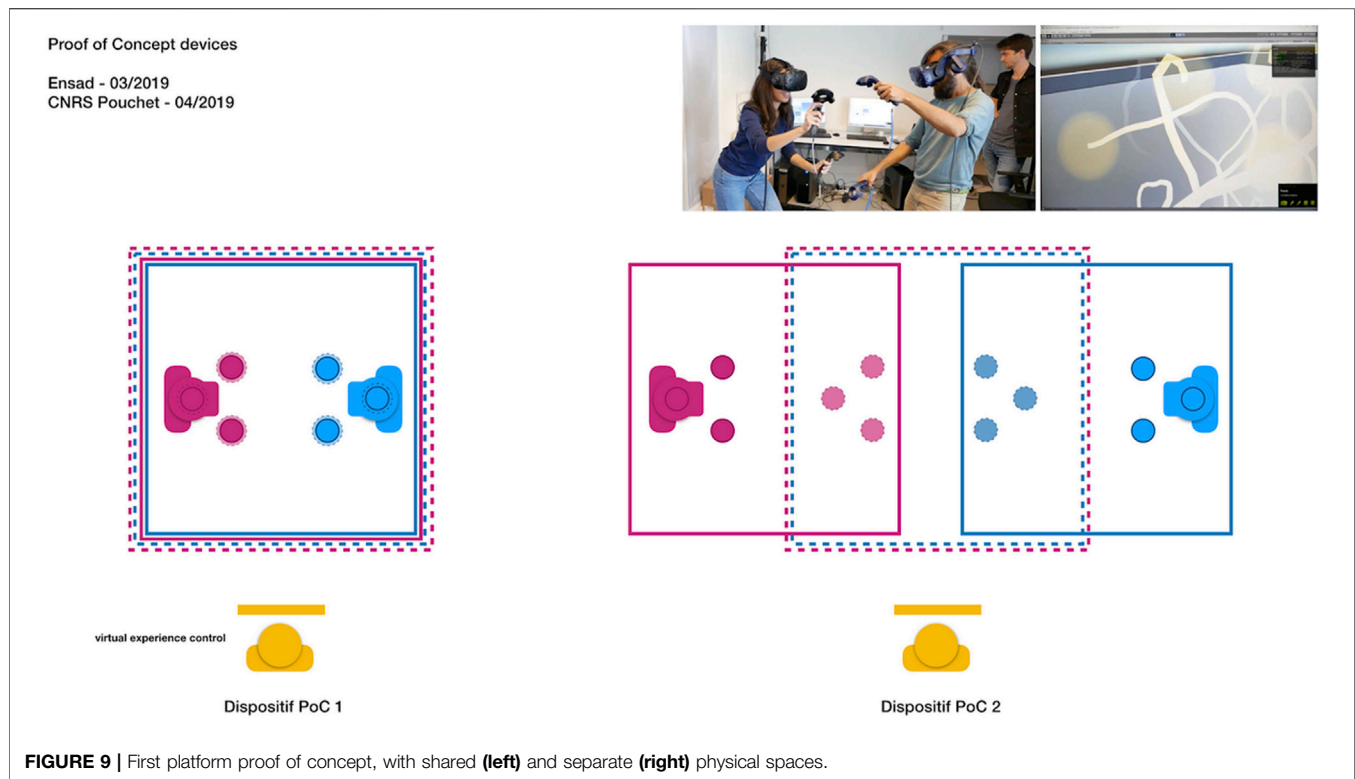 Proof of Concept devices
Ensad - 03/2019
CNRS Pouchet - 04/2019
virtual experience control
Dispositif PoC 1
Dispositif PoC 2
FIGURE 9 | First platform proof of concept, with shared (left) and separate (right) physical spaces.